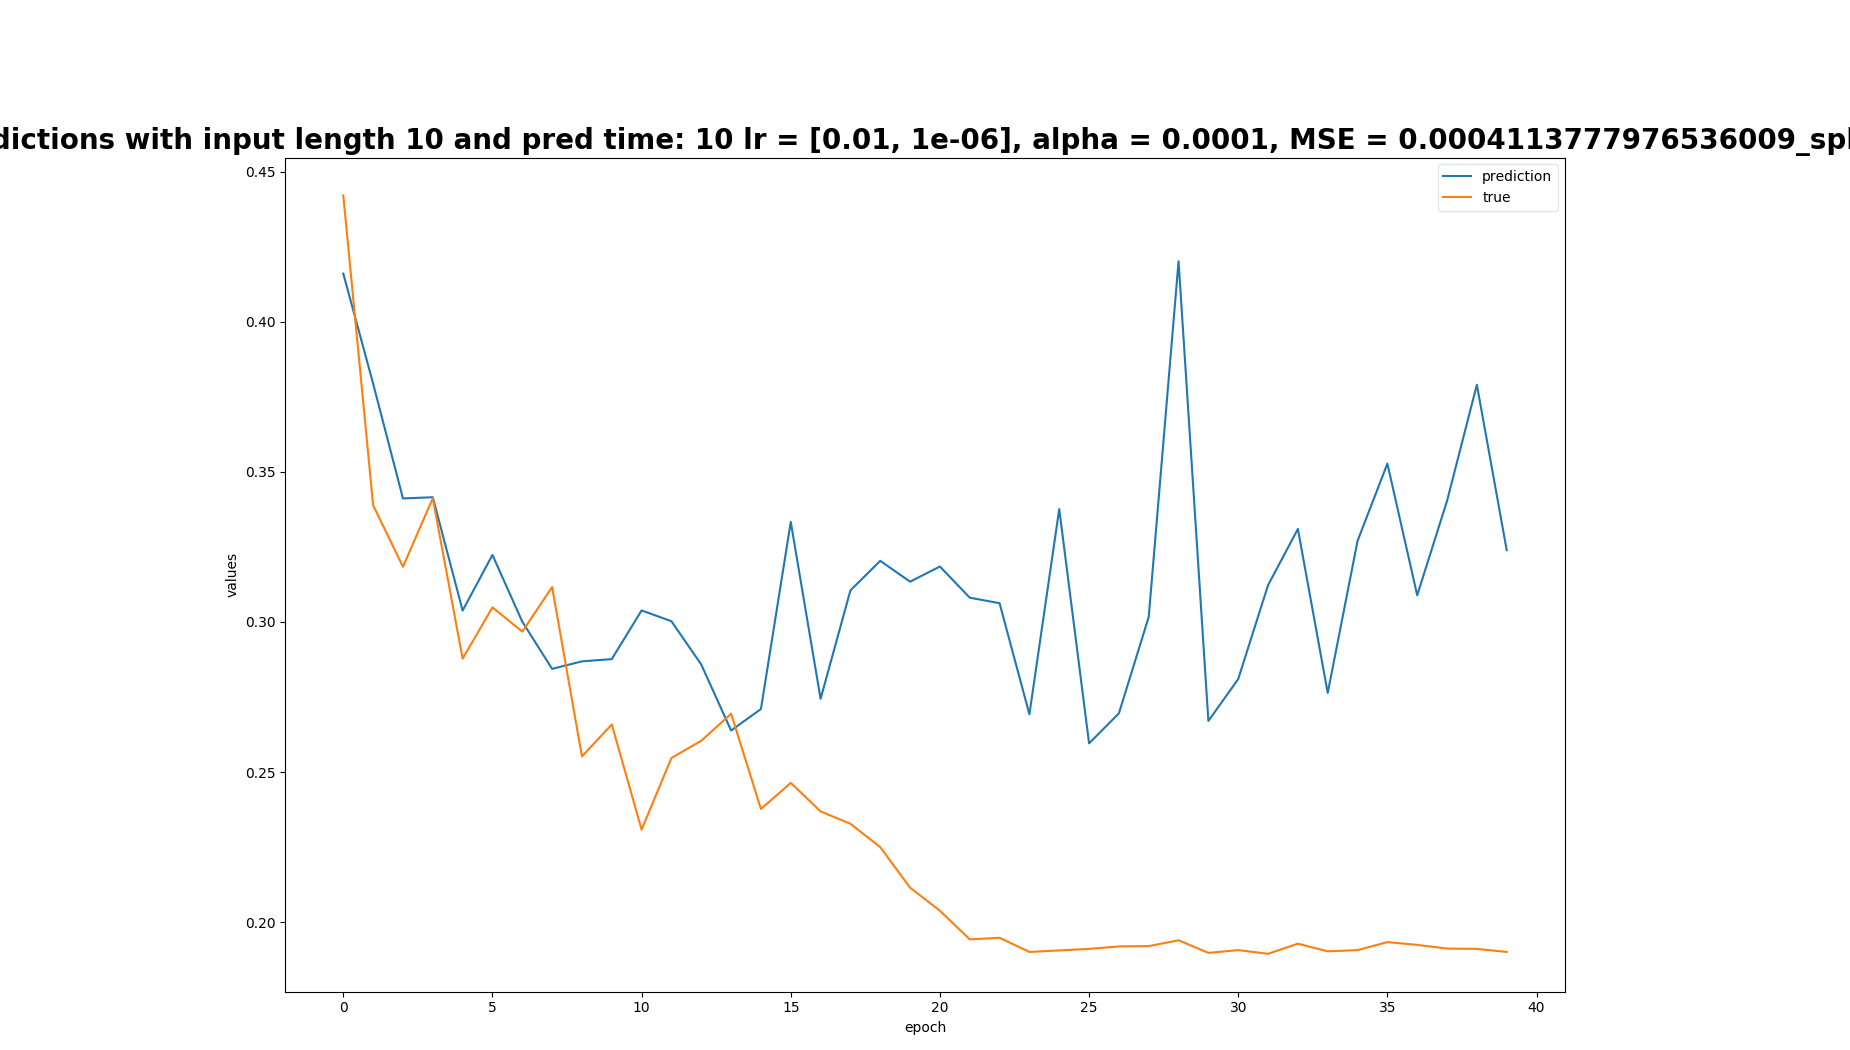 dictions with input length 10 and pred time: 10 lr = [0.01, 1e-06], alpha = 0.0001, MSE = 0.0004113777976536009_spl
prediction
true
0.45
0.40
0.35
0.30
0.25
0.20
values
0 5 10 15 20 25 30 35 40
epoch